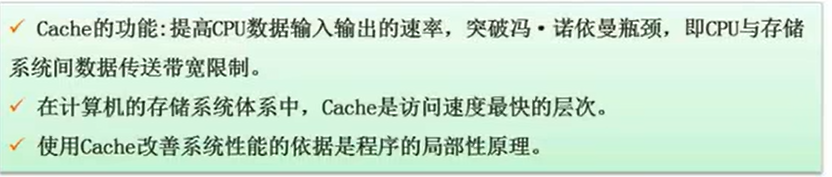 ✓ Cache的功能:提高CPU数据输入输出的速率，突破冯·诺依曼瓶颈，即CPU与存储
系统间数据传送带宽限制。
✓ 在计算机的存储系统体系中，Cache是访问速度最快的层次。
✓ 使用Cache改善系统性能的依据是程序的局部性原理。